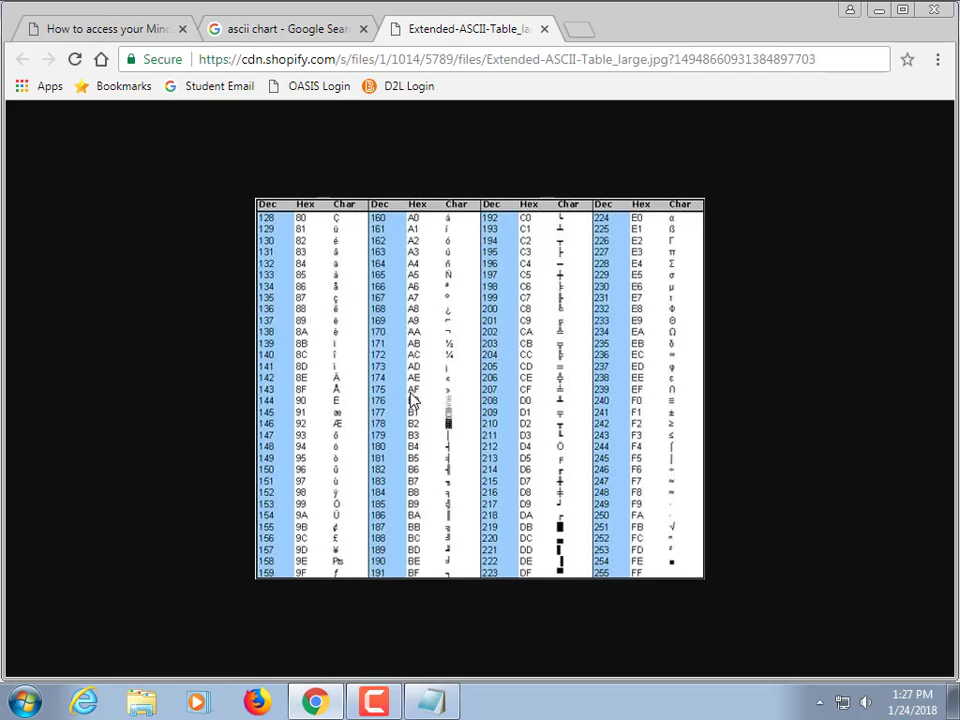 How to access your Min
ascii chart - Google Sear
Extended-ASCII-Table_la
Secure https://cdn.shopify.com/s/files/1/1014/5789/files/Extended-ASCII-Table_large.jpg?14948660931384897703
Apps Bookmarks Student Email OASIS Login D2L Login
Dec Hex Char Dec Hex Char Dec Hex Char Dec Hex Char
128 80 Ç 160 A0 á 192 C0 └ 224 E0 α
129 81 ü 161 A1 í 193 C1 ┴ 225 E1 ß
130 82 é 162 A2 ó 194 C2 ┬ 226 E2 Γ
131 83 â 163 A3 ú 195 C3 ├ 227 E3 π
132 84 ä 164 A4 ñ 196 C4 ─ 228 E4 Σ
133 85 à 165 A5 Ñ 197 C5 ┼ 229 E5 σ
134 86 å 166 A6 ª 198 C6 ╞ 230 E6 µ
135 87 ç 167 A7 º 199 C7 ╟ 231 E7 τ
136 88 ê 168 A8 ¿ 200 C8 ╚ 232 E8 Φ
137 89 ë 169 A9 ⌐ 201 C9 ╔ 233 E9 Θ
138 8A è 170 AA ¬ 202 CA ╩ 234 EA Ω
139 8B ï 171 AB ½ 203 CB ╦ 235 EB δ
140 8C î 172 AC ¼ 204 CC ╠ 236 EC ∞
141 8D ì 173 AD ¡ 205 CD ═ 237 ED φ
142 8E Ä 174 AE « 206 CE ╬ 238 EE ε
143 8F Å 175 AF » 207 CF ╧ 239 EF ∩
144 90 É 176 ░ 208 D0 ╨ 240 F0 ≡
145 91 æ 177 B1 ▒ 209 D1 ╤ 241 F1 ±
146 92 Æ 178 B2 ▓ 210 D2 ╥ 242 F2 ≥
147 93 ô 179 B3 │ 211 D3 ╙ 243 F3 ≤
148 94 ö 180 B4 ┤ 212 D4 Ö 244 F4 ⌠
149 95 ò 181 B5 ╡ 213 D5 ╒ 245 F5 ⌡
150 96 û 182 B6 ╢ 214 D6 ╓ 246 F6 ÷
151 97 ù 183 B7 ╖ 215 D7 ╫ 247 F7 ≈
152 98 ÿ 184 B8 ╕ 216 D8 ╪ 248 F8 ≈
153 99 Ö 185 B9 ╣ 217 D9 ┘ 249 F9 ·
154 9A Ü 186 BA ║ 218 DA ┌ 250 FA ·
155 9B ¢ 187 BB ╗ 219 DB █ 251 FB √
156 9C £ 188 BC ╝ 220 DC ▄ 252 FC ⁿ
157 9D ¥ 189 BD ╜ 221 DD ▌ 253 FD ²
158 9E ₧ 190 BE ╛ 222 DE ▐ 254 FE ■
159 9F ƒ 191 BF ┐ 223 DF ▀ 255 FF
1:27 PM
1/24/2018